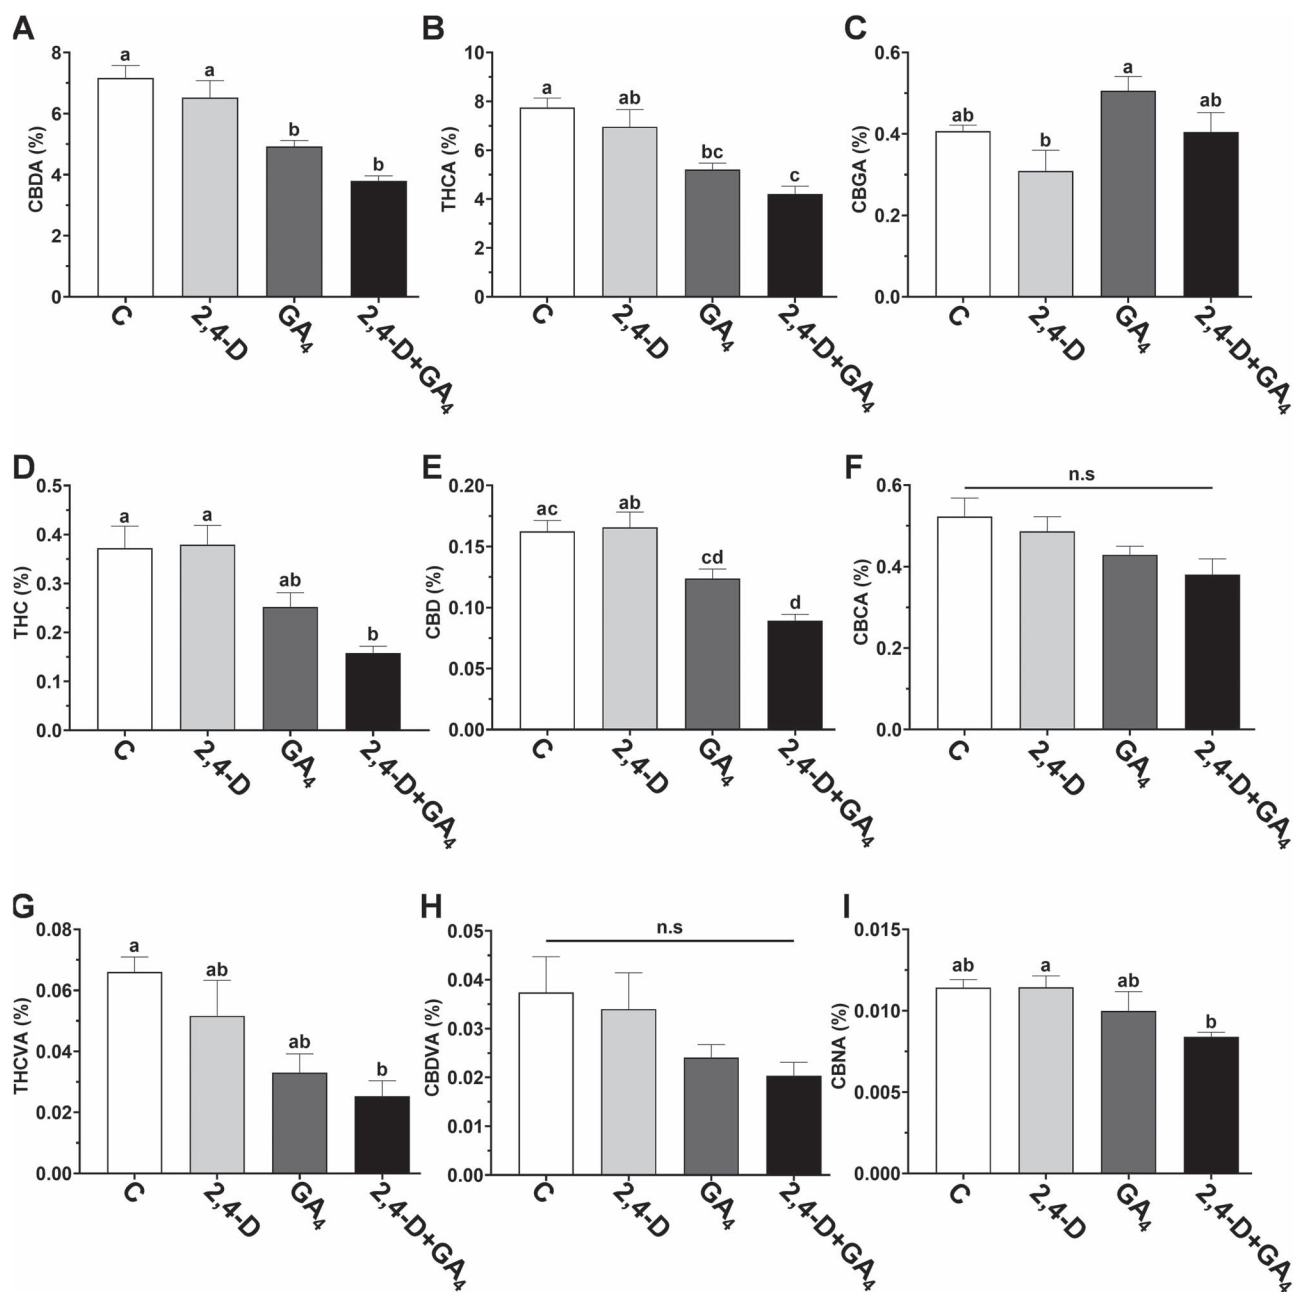 A
CBDA (%)
8
6
4
2
0
a
a
b
b
C
2,4-D
GA₄
2,4-D+GA₄
B
THCA (%)
10
8
6
4
2
0
a
ab
bc
c
C
2,4-D
GA₄
2,4-D+GA₄
C
CBGA (%)
0.6
0.4
0.2
0.0
ab
b
a
ab
C
2,4-D
GA₄
2,4-D+GA₄
D
THC (%)
0.5
0.4
0.3
0.2
0.1
0.0
a
a
ab
b
C
2,4-D
GA₄
2,4-D+GA₄
E
CBD (%)
0.20
0.15
0.10
0.05
0.00
ac
ab
cd
d
C
2,4-D
GA₄
2,4-D+GA₄
F
CBCA (%)
0.6
0.4
0.2
0.0
n.s
C
2,4-D
GA₄
2,4-D+GA₄
G
THCVA (%)
0.08
0.06
0.04
0.02
0.00
a
ab
ab
b
C
2,4-D
GA₄
2,4-D+GA₄
H
CBDVA (%)
0.05
0.04
0.03
0.02
0.01
0.00
n.s
C
2,4-D
GA₄
2,4-D+GA₄
I
CBNA (%)
0.015
0.010
0.005
0.000
ab
a
ab
b
C
2,4-D
GA₄
2,4-D+GA₄